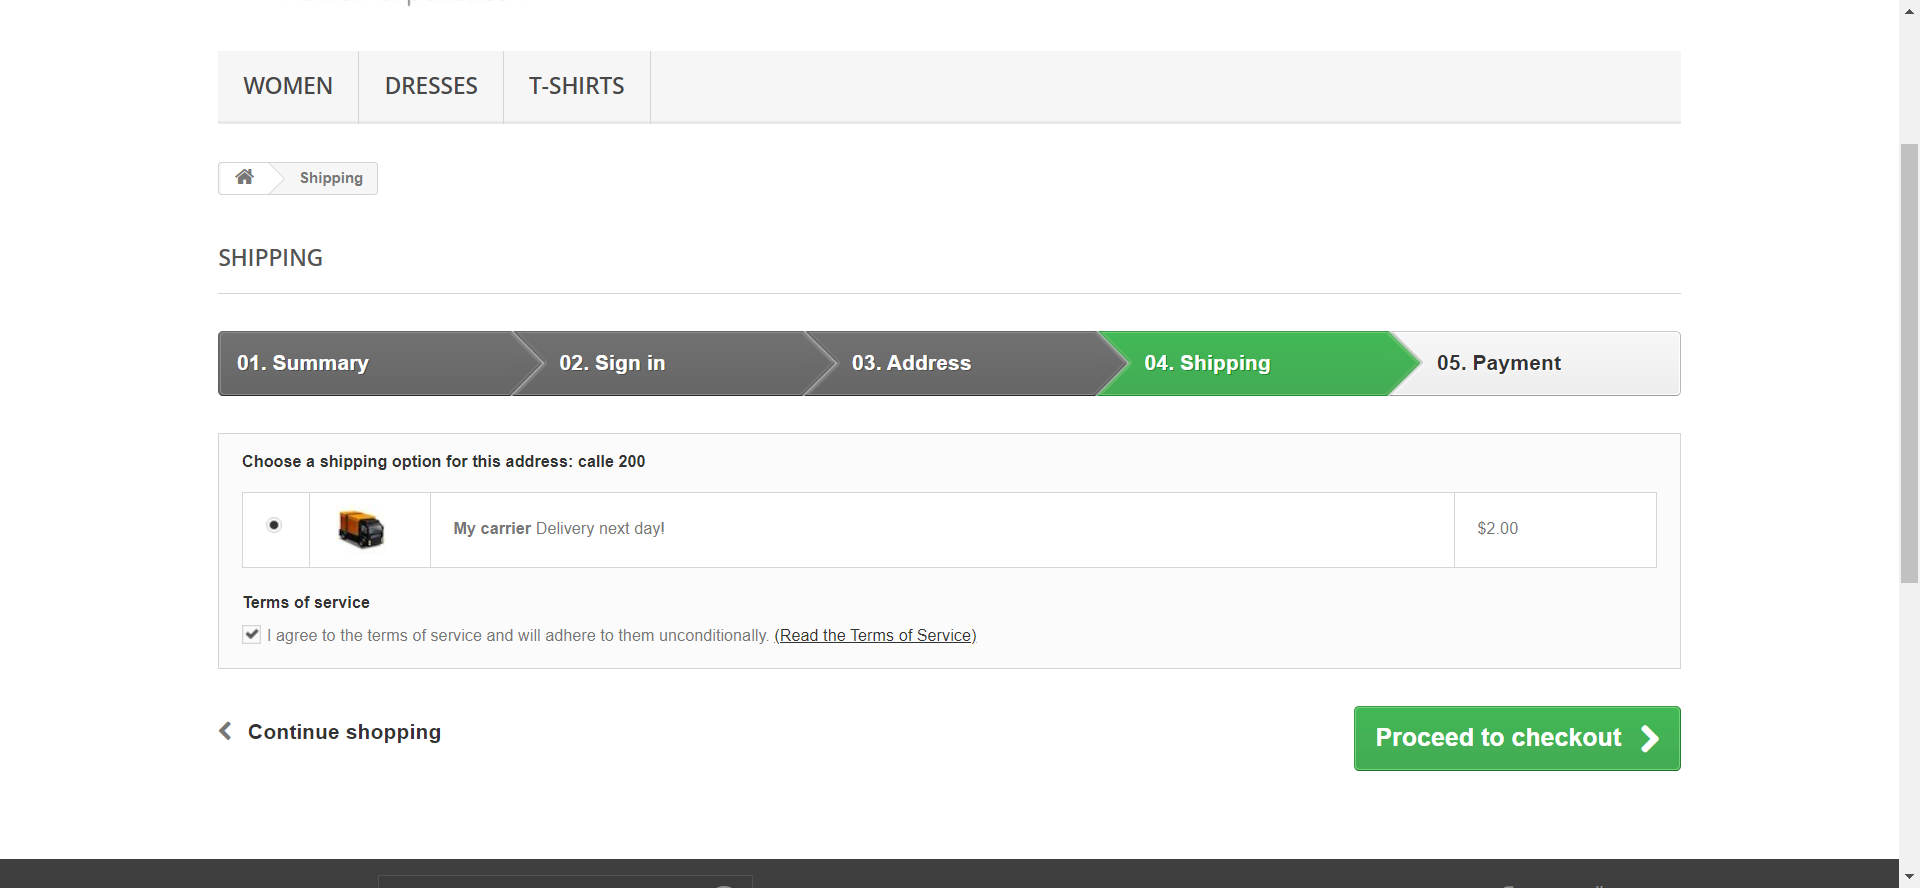 WOMEN DRESSES T-SHIRTS
Shipping
SHIPPING
01. Summary 02. Sign in 03. Address 04. Shipping 05. Payment
Choose a shipping option for this address: calle 200
My carrier Delivery next day! $2.00
Terms of service
I agree to the terms of service and will adhere to them unconditionally. (Read the Terms of Service)
Continue shopping
Proceed to checkout